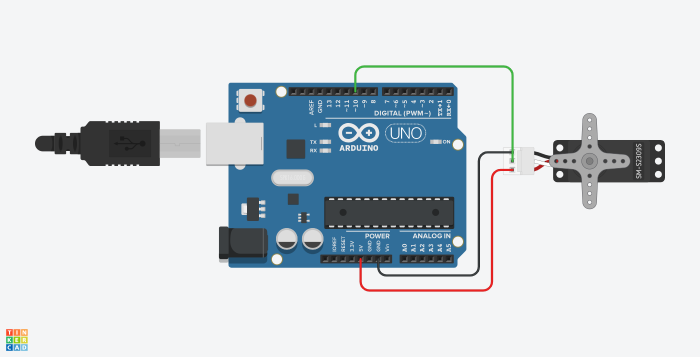 AREF
GND
13
12
~11
~10
~9
8
7
~6
~5
4
~3
2
TX→1
RX←0
DIGITAL (PWM~)
L
TX
RX
ARDUINO
UNO
ON
SM-S2309S
POWER
ANALOG IN
IOREF
RESET
3.3V
5V
GND
GND
Vin
A0
A1
A2
A3
A4
A5
TIN
KER
CAD